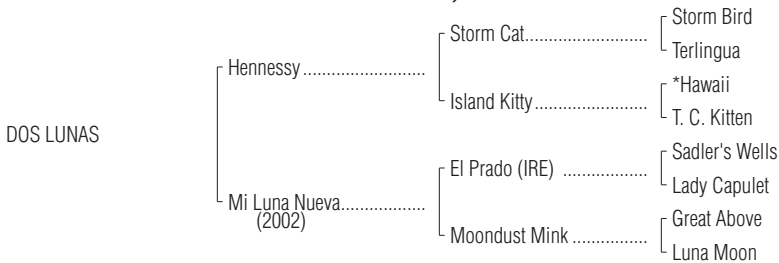 Storm Bird
Storm Cat..............................
Terlingua
Hennessy ..............................
*Hawaii
Island Kitty............................
T. C. Kitten
DOS LUNAS
Sadler's Wells
El Prado (IRE) .....................
Lady Capulet
Mi Luna Nueva.....................
(2002)
Great Above
Moondust Mink ...................
Luna Moon